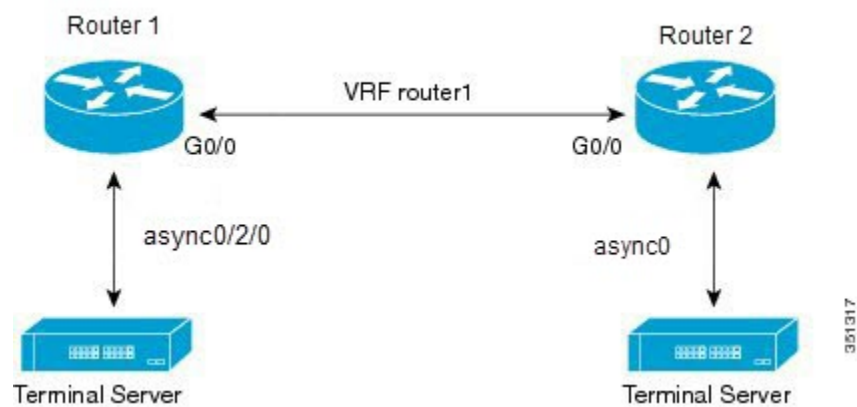 Router 1
Router 2
VRF router1
G0/0
G0/0
async0/2/0
async0
351317
Terminal Server
Terminal Server